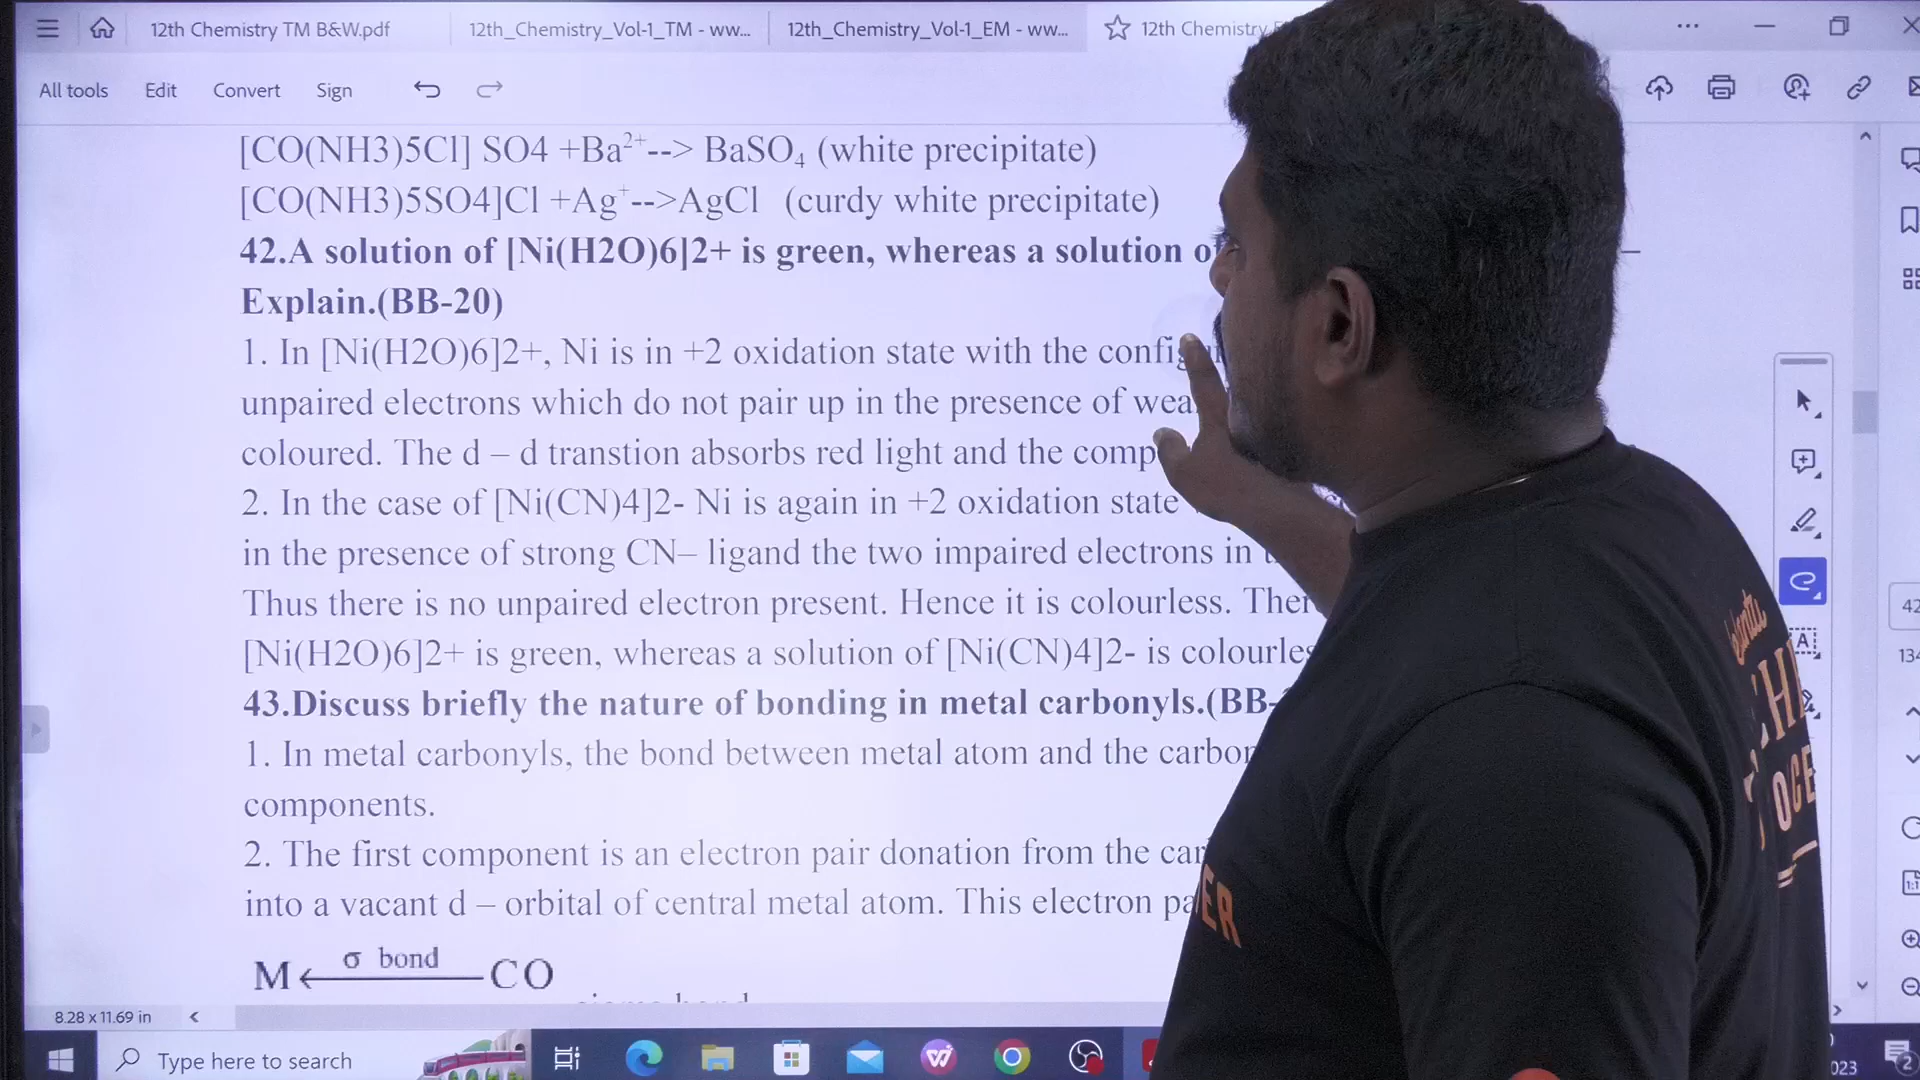 12th Chemistry TM B&W.pdf
12th_Chemistry_Vol-1_TM - ww...
12th_Chemistry_Vol-1_EM - ww...
12th Chemistry
All tools
Edit
Convert
Sign
[CO(NH3)5Cl] SO4 +Ba2+--> BaSO4 (white precipitate)
[CO(NH3)5SO4]Cl +Ag+-->AgCl (curdy white precipitate)
42.A solution of [Ni(H2O)6]2+ is green, whereas a solution
Explain.(BB-20)
1. In [Ni(H2O)6]2+, Ni is in +2 oxidation state with the
unpaired electrons which do not pair up in the presence of
coloured. The d – d transtion absorbs red light and the
2. In the case of [Ni(CN)4]2- Ni is again in +2 oxidation state
in the presence of strong CN– ligand the two impaired electrons in
Thus there is no unpaired electron present. Hence it is colourless.
[Ni(H2O)6]2+ is green, whereas a solution of [Ni(CN)4]2- is
43.Discuss briefly the nature of bonding in metal carbonyls.(BB-
1. In metal carbonyls, the bond between metal atom and the
components.
2. The first component is an electron pair donation from the
into a vacant d – orbital of central metal atom. This electron
σ bond
M CO
8.28 x 11.69 in
Type here to search